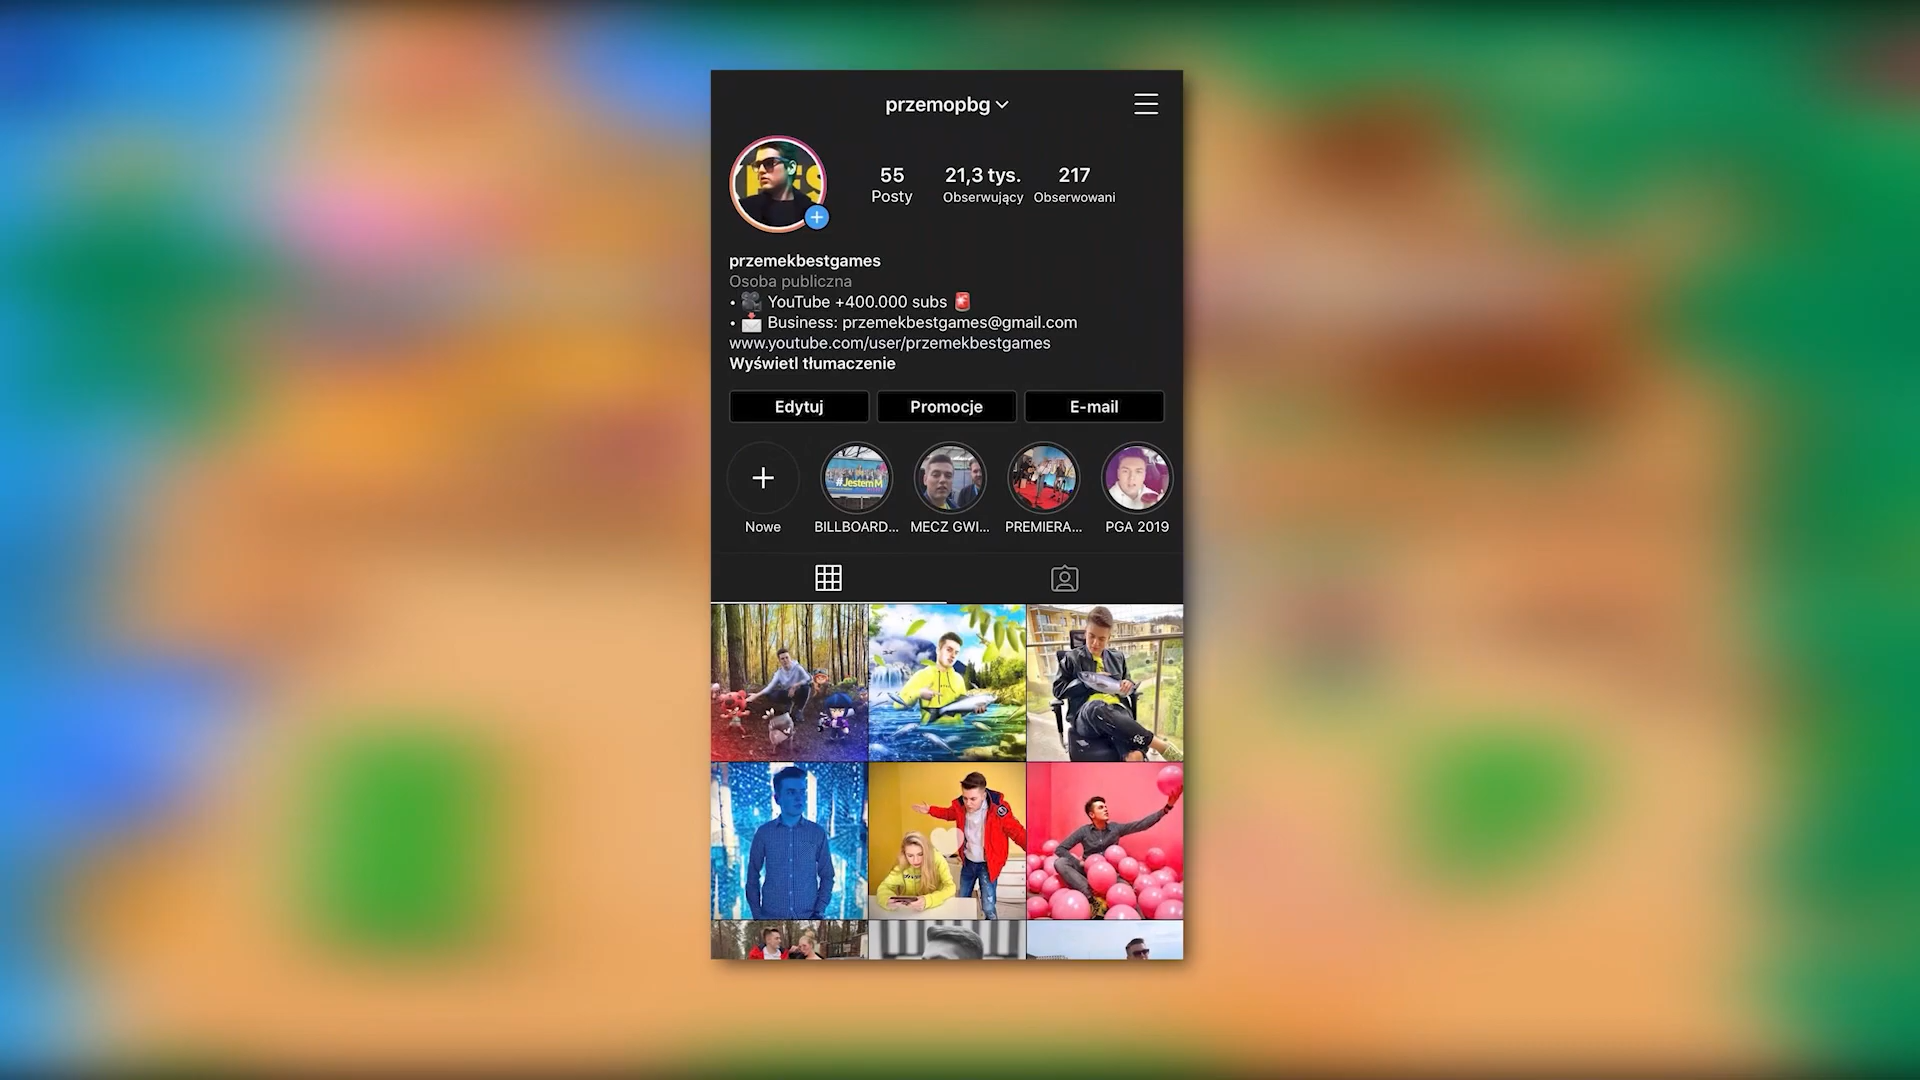 przemopbg
55 21,3 tys. 217
Posty Obserwujący Obserwowani
przemekbestgames
Osoba publiczna
• YouTube +400.000 subs
• Business: przemekbestgames@gmail.com
www.youtube.com/user/przemekbestgames
Wyświetl tłumaczenie
Edytuj Promocje E-mail
#JestemM
Nowe BILLBOARD... MECZ GWI... PREMIERA... PGA 2019